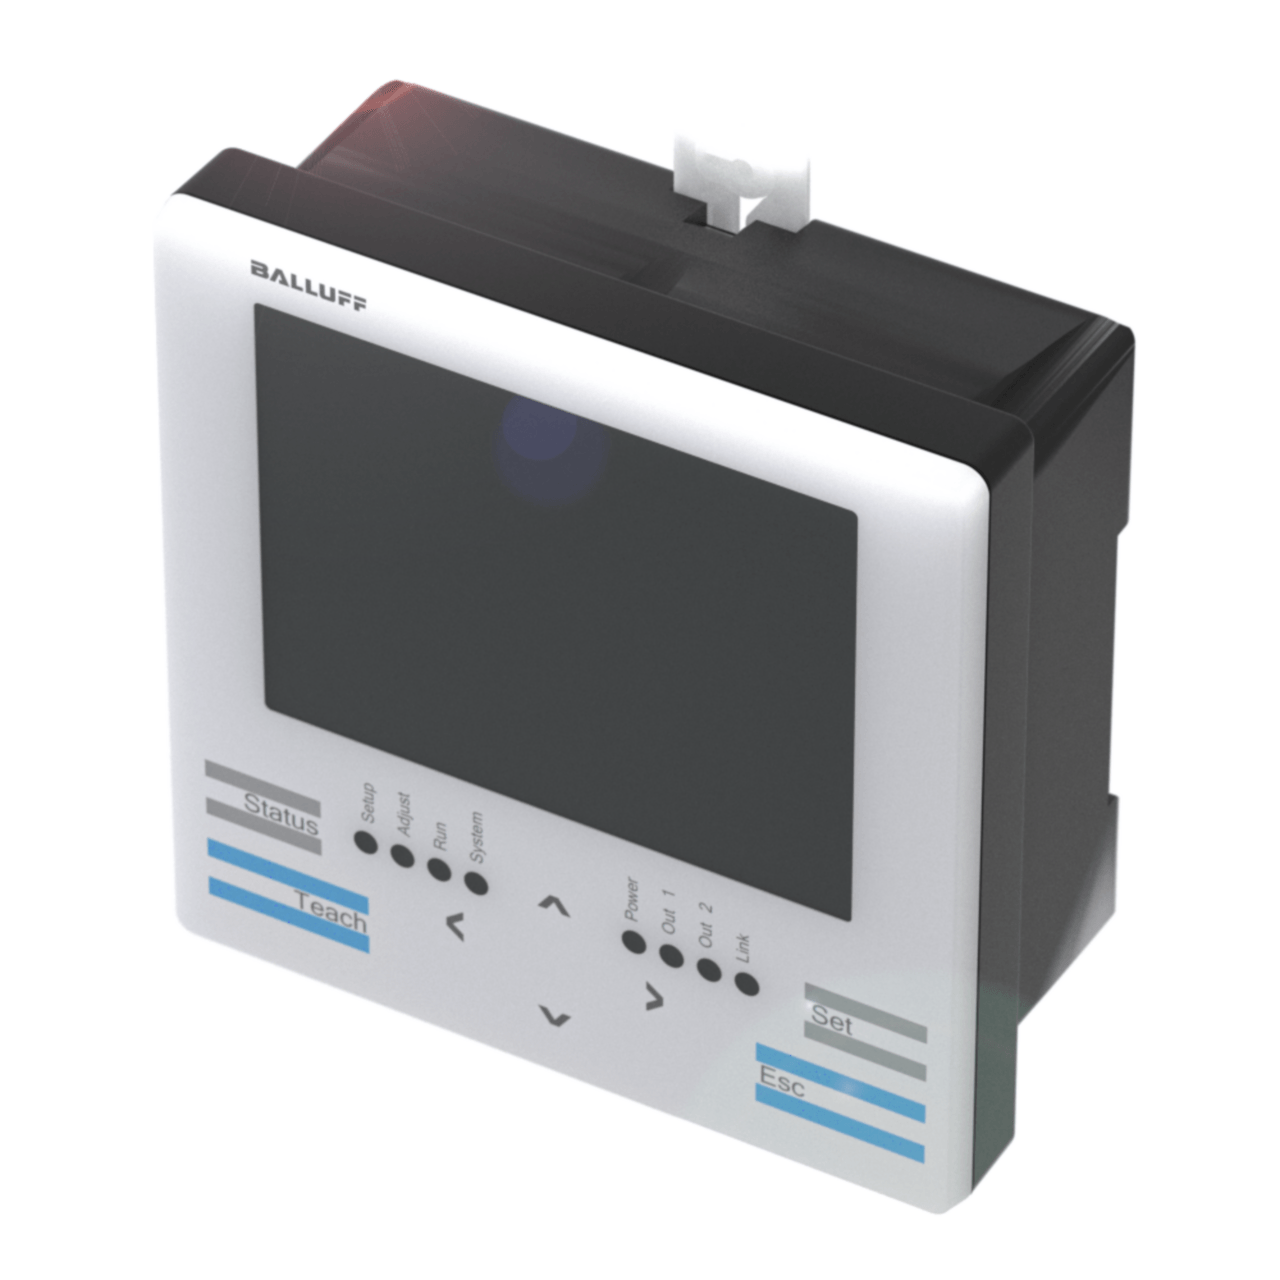 BALLUFF
Status
Teach
Setup
Adjust
Run
System
Power
Out 1
Out 2
Link
Set
Esc